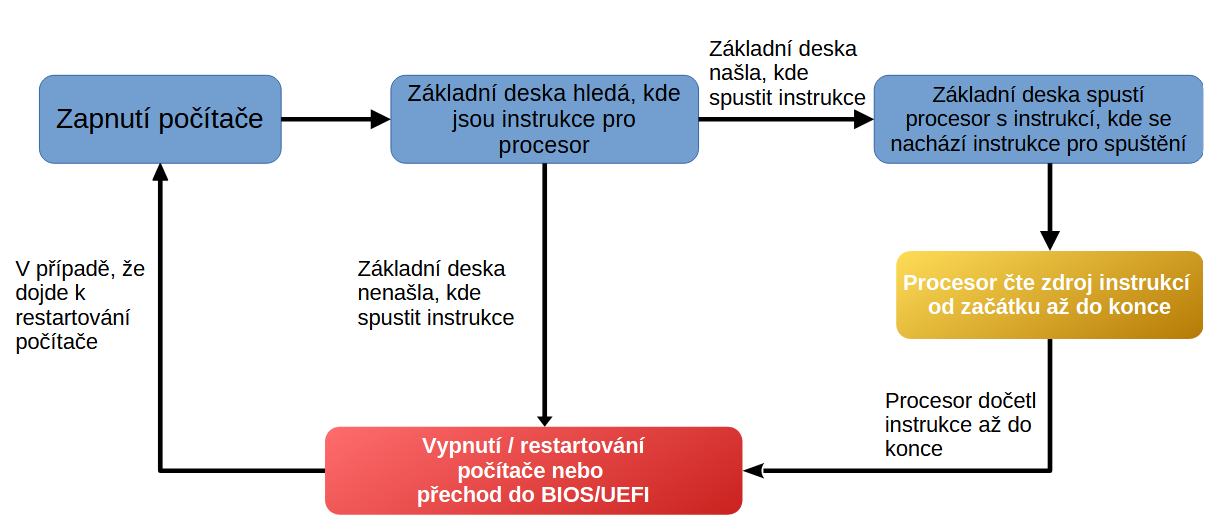 Zapnutí počítače
Základní deska hledá, kde
jsou instrukce pro
procesor
Základní deska
našla, kde
spustit instrukce
Základní deska spustí
procesor s instrukcí, kde se
nachází instrukce pro spuštění
V případě, že
dojde k
restartování
počítače
Základní deska
nenašla, kde
spustit instrukce
Procesor čte zdroj instrukcí
od začátku až do konce
Procesor dočetl
instrukce až do
konce
Vypnutí / restartování
počítače nebo
přechod do BIOS/UEFI